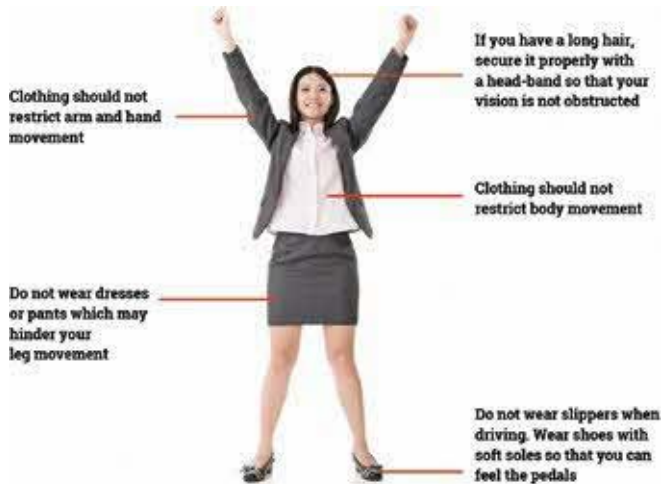 If you have a long hair,
secure it properly with
a head-band so that your
vision is not obstructed
Clothing should not
restrict arm and hand
movement
Clothing should not
restrict body movement
Do not wear dresses
or pants which may
hinder your
leg movement
Do not wear slippers when
driving. Wear shoes with
soft soles so that you can
feel the pedals